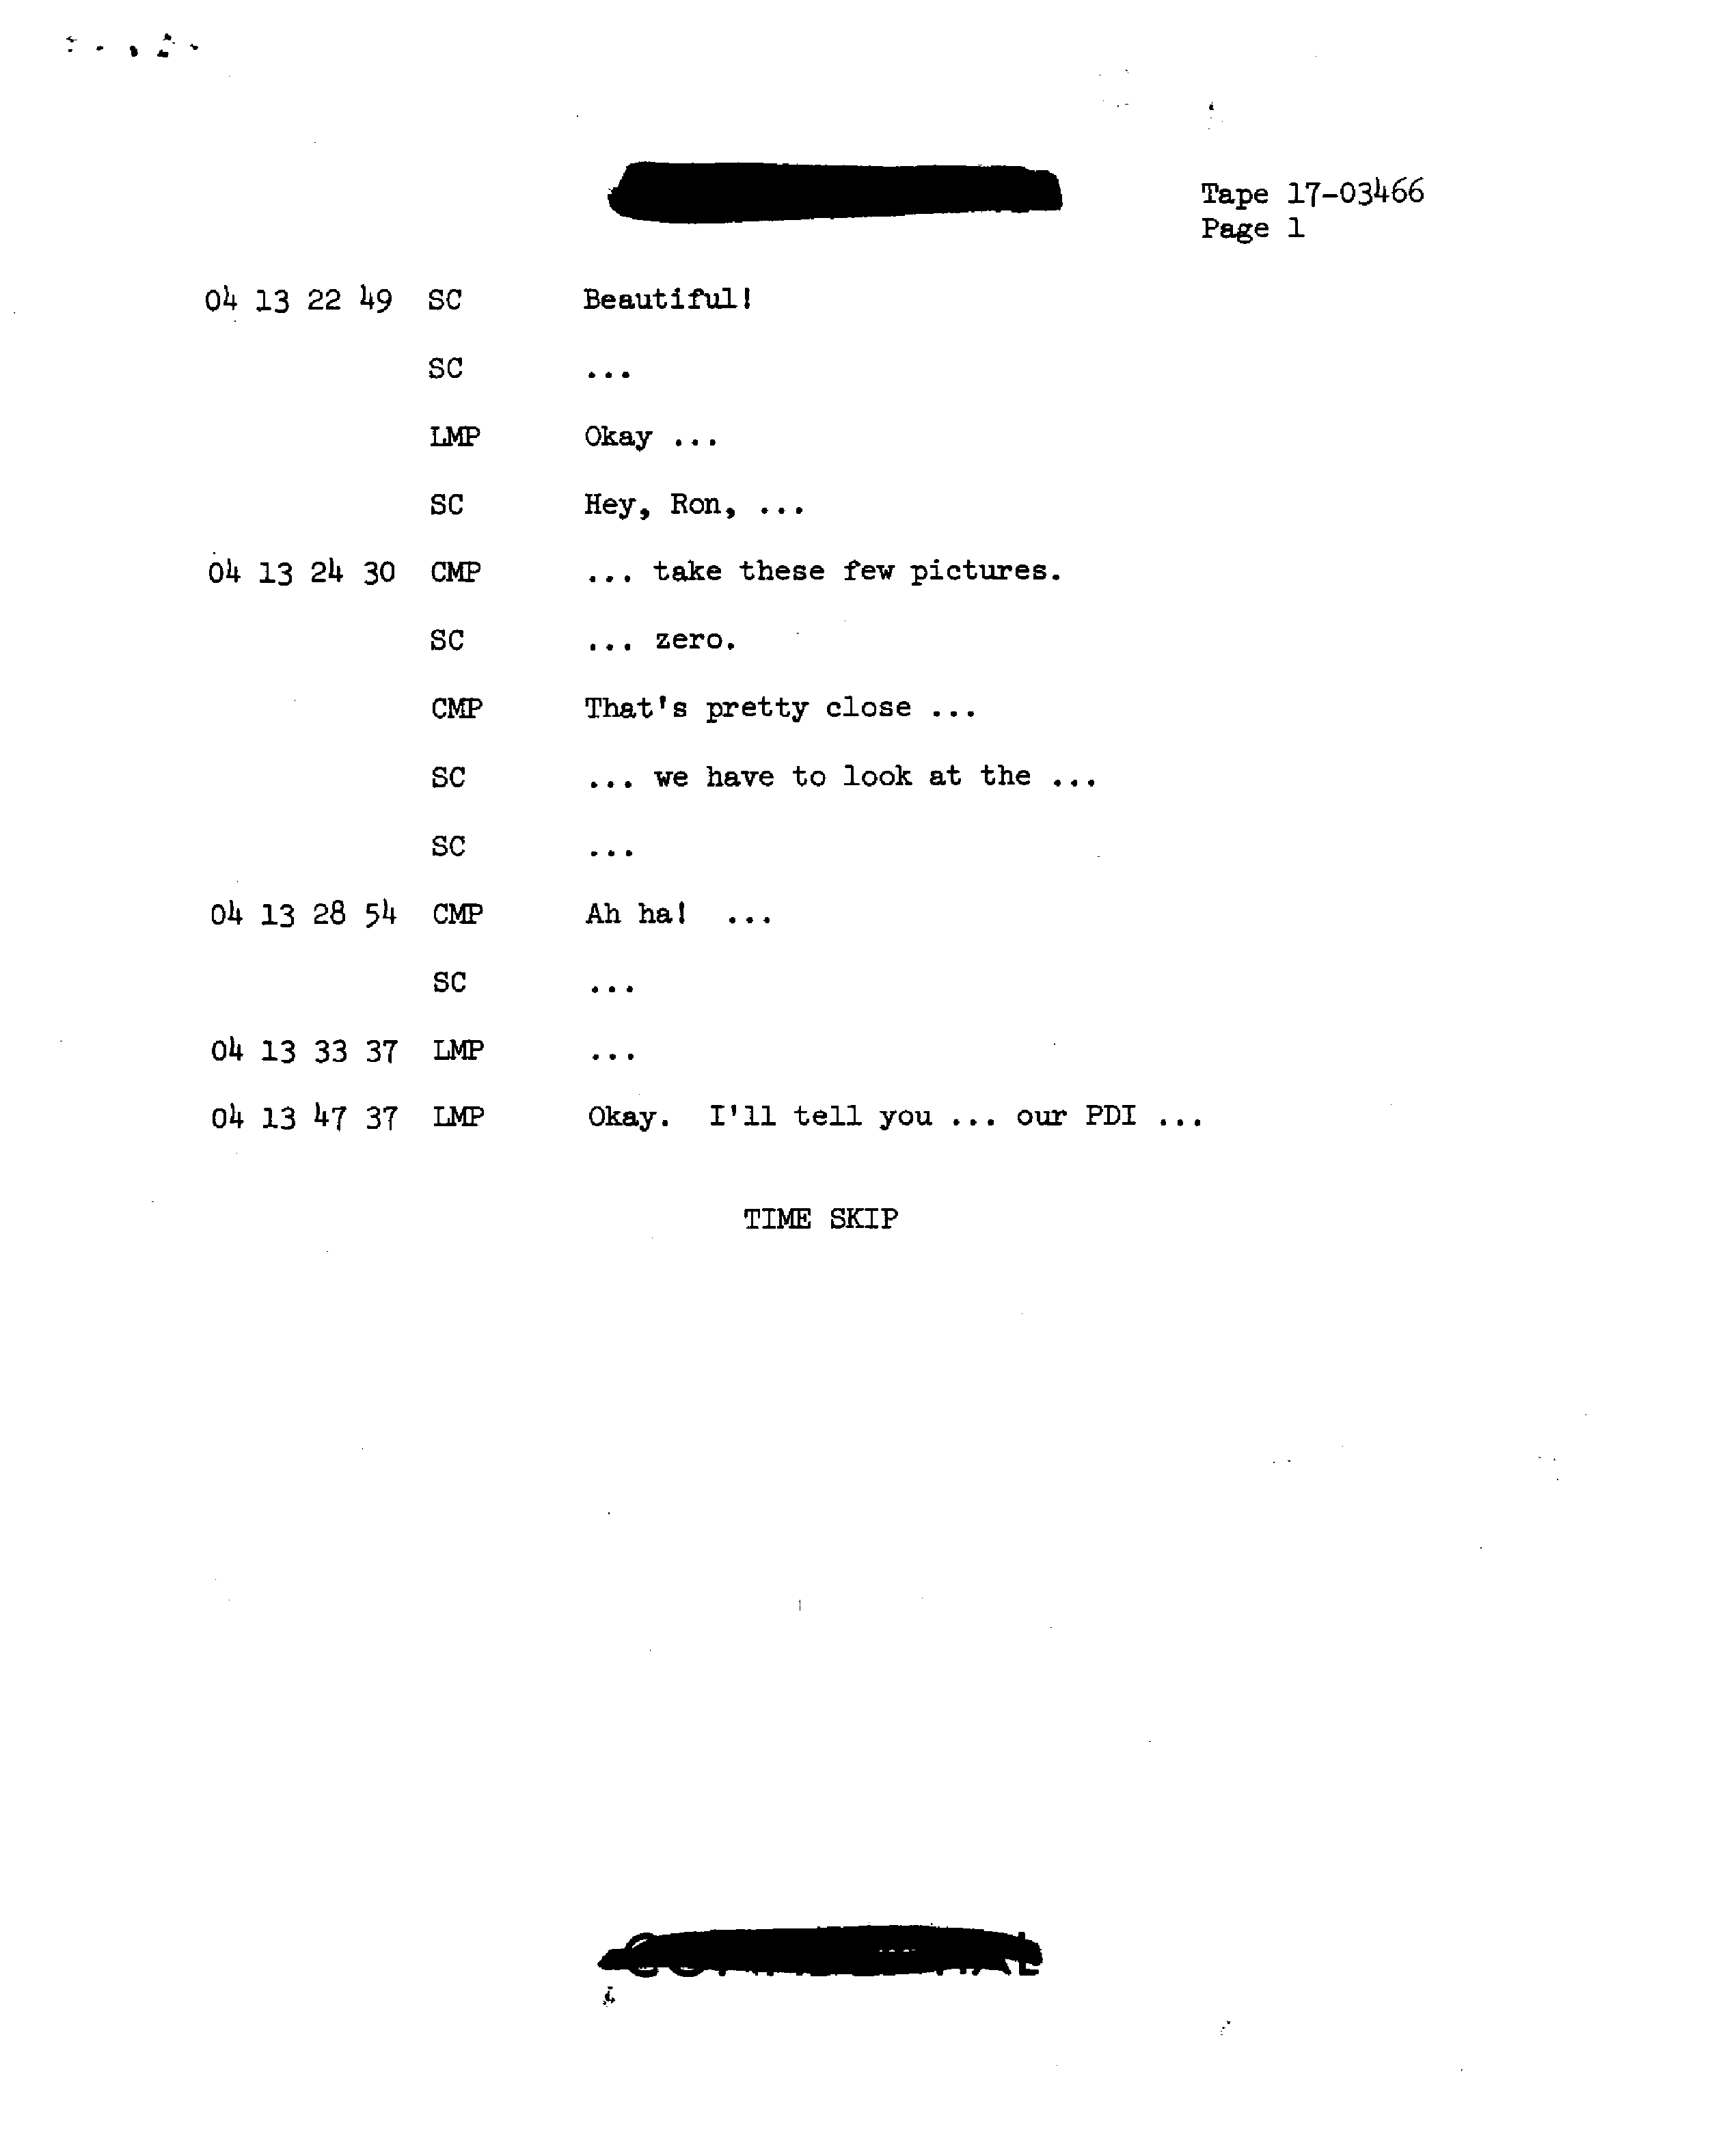 Tape 17-03466
Page 1
04 13 22 49 SC Beautiful!
SC ...
LMP Okay ...
SC Hey, Ron, ...
04 13 24 30 CMP ... take these few pictures.
SC ... zero.
CMP That's pretty close ...
SC ... we have to look at the ...
SC ...
04 13 28 54 CMP Ah ha! ...
SC ...
04 13 33 37 LMP ...
04 13 47 37 LMP Okay. I'll tell you ... our PDI ...
TIME SKIP